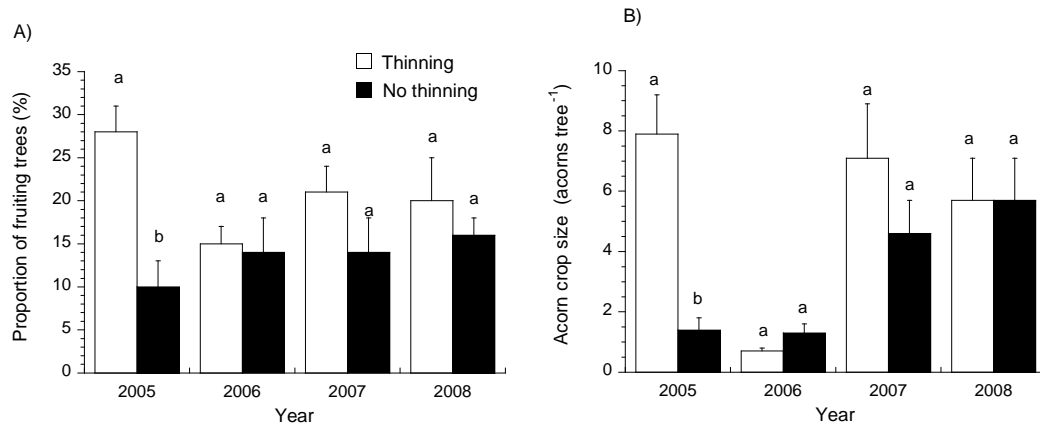 A)
Thinning
No thinning
Proportion of fruiting trees (%)
35
30
25
20
15
10
5
0
a
b
a
a
a
a
a
a
2005
2006
2007
2008
Year
B)
Acorn crop size (acorns tree⁻¹)
10
8
6
4
2
0
a
b
a
a
a
a
a
a
2005
2006
2007
2008
Year